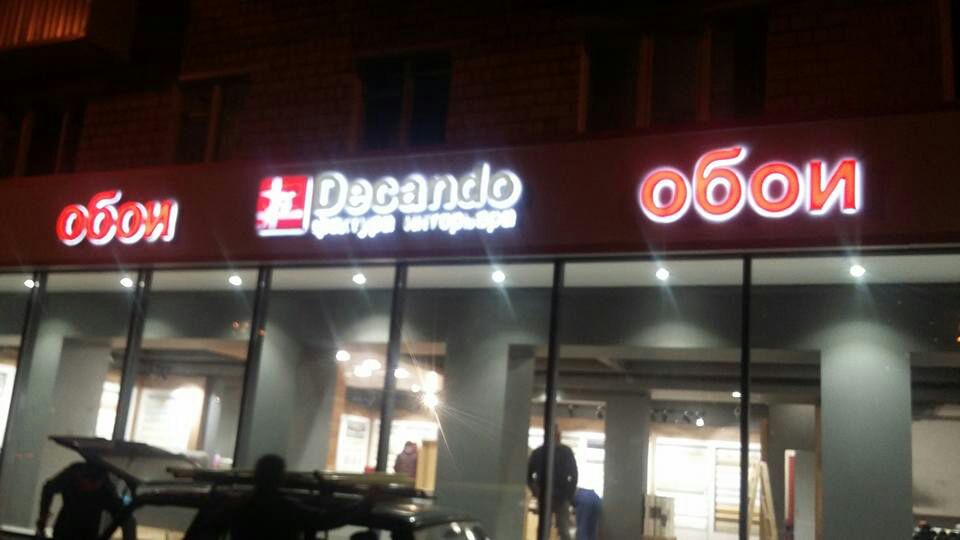 обои
Decando
фактура интерьера
обои